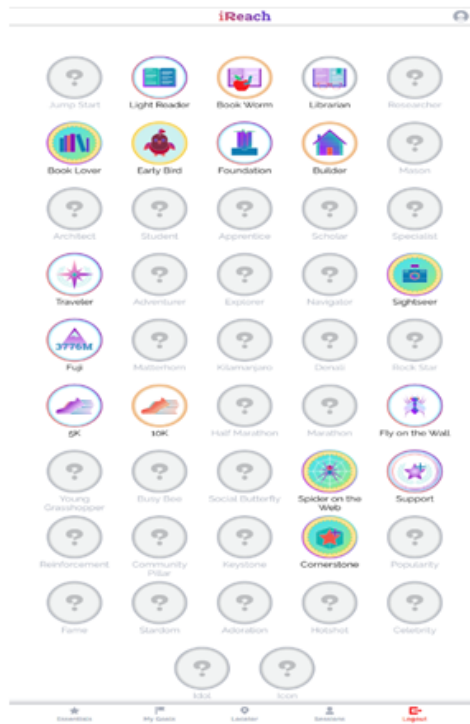 iReach
Jump Start Light Reader Book Worm Librarian Researcher
Book Lover Early Bird Foundation Builder Mason
Architect Student Apprentice Scholar Specialist
Traveler Adventurer Explorer Navigator Sightseer
3776M
Fuji Matterhorn Kilamanjaro Denali Rock Star
5K 10K Half Marathon Marathon Fly on the Wall
Young Grasshopper Busy Bee Social Butterfly Spider on the Web Support
Reinforcement Community Pillar Keystone Cornerstone Popularity
Fame Stardom Adoration Hotshot Celebrity
Idol Icon
Essentials My Goals Locator Sessions Logout